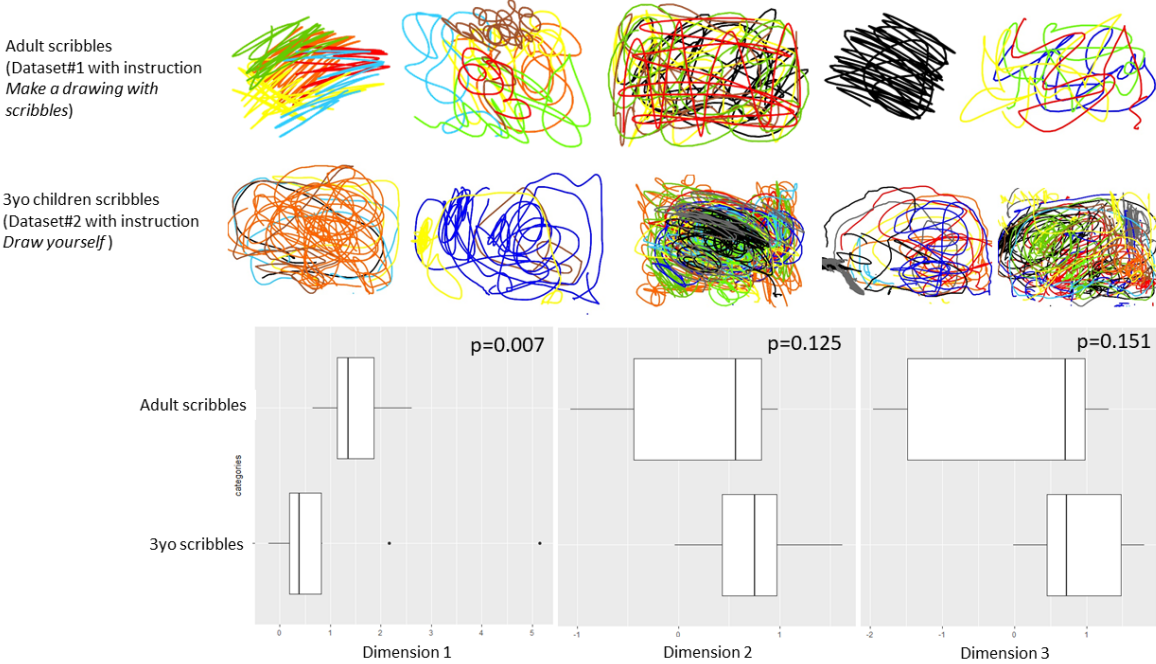 Adult scribbles
(Dataset#1 with instruction
Make a drawing with
scribbles)
3yo children scribbles
(Dataset#2 with instruction
Draw yourself )
p=0.007
p=0.125
p=0.151
Adult scribbles
categories
3yo scribbles
0 1 2 3 4 5
-1 0 1
-2 -1 0 1
Dimension 1
Dimension 2
Dimension 3